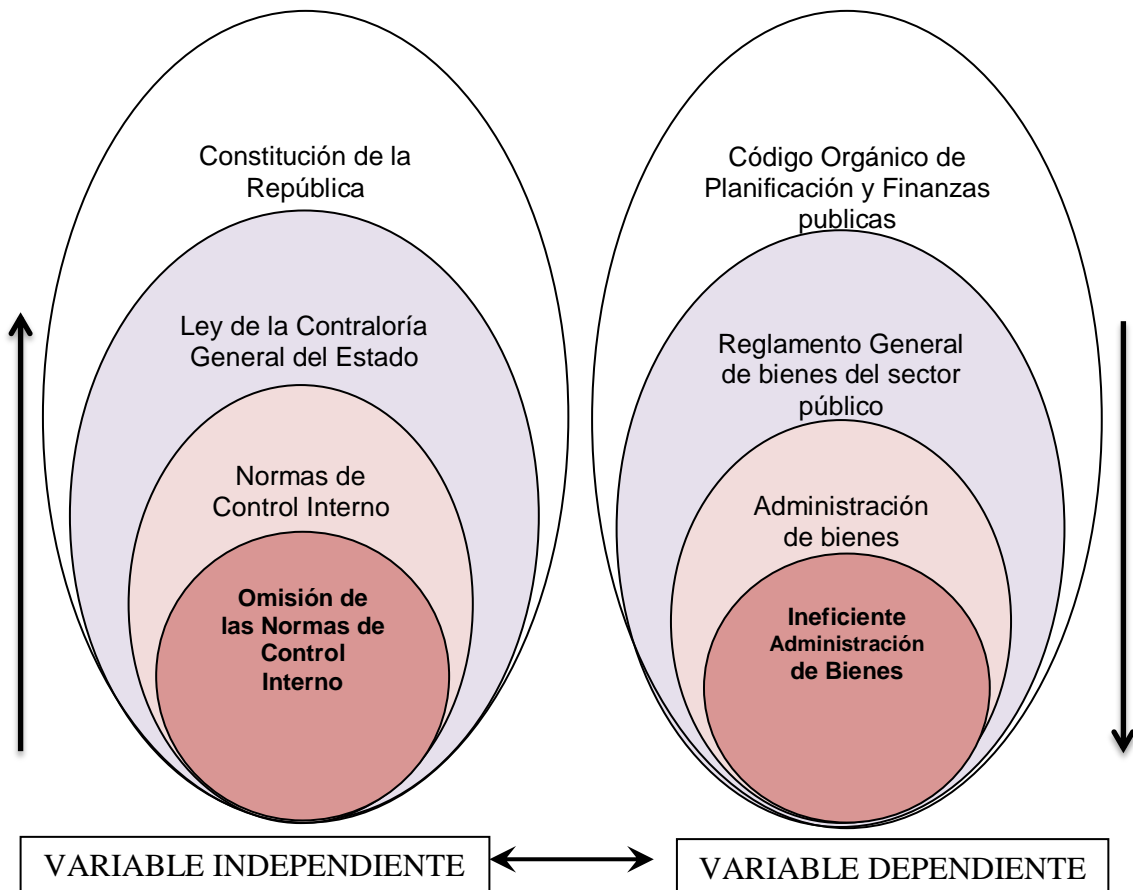 Constitución de la
República
Ley de la Contraloría
General del Estado
Normas de
Control Interno
Omisión de
las Normas de
Control
Interno
VARIABLE INDEPENDIENTE
Código Orgánico de
Planificación y Finanzas
publicas
Reglamento General
de bienes del sector
público
Administración
de bienes
Ineficiente
Administración
de Bienes
VARIABLE DEPENDIENTE